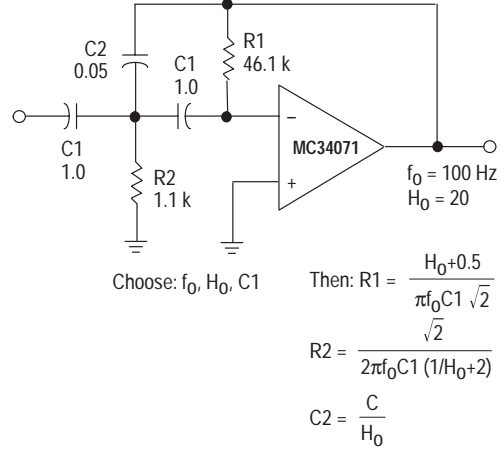 C2
0.05
R1
46.1 k
C1
1.0
C1
1.0
R2
1.1 k
−
MC34071
+
f0 = 100 Hz
H0 = 20
Choose: f0, H0, C1
Then: R1 = H0+0.5 / πf0C1 √2
R2 = √2 / 2πf0C1 (1/H0+2)
C2 = C / H0